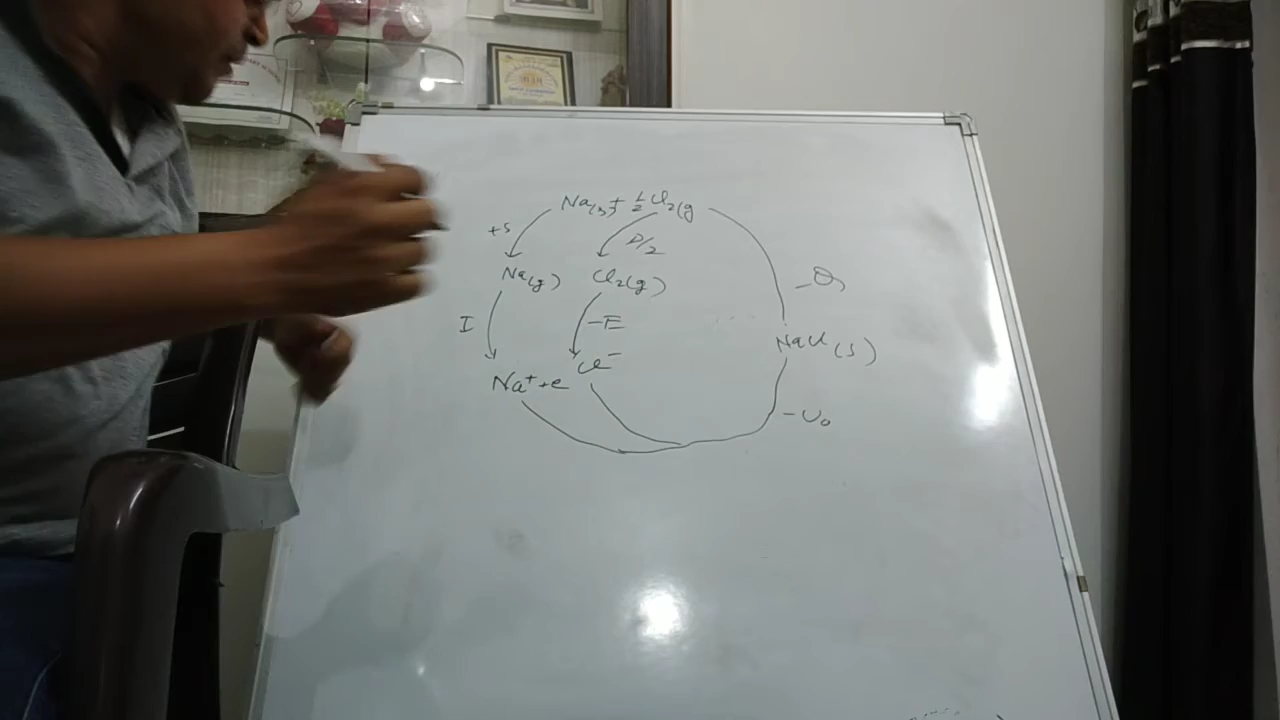 Na(s) + 1/2 Cl2(g
+S D/2
Na(g) Cl2(g) -Q
I -E
NaCl(s)
Na+ + e Cl-
-U0